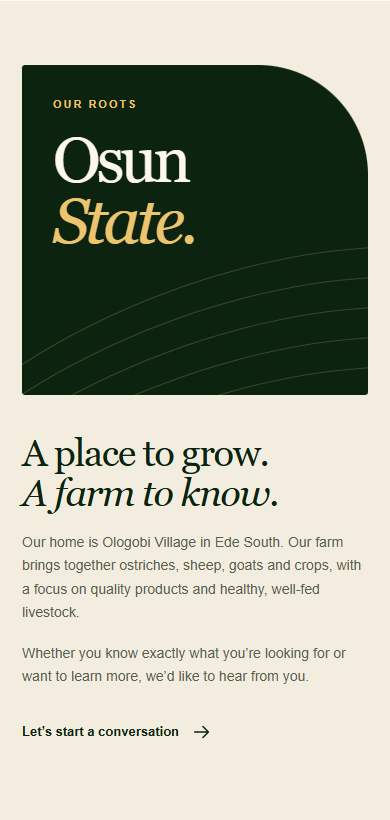 OUR ROOTS
Osun
State.
A place to grow.
A farm to know.
Our home is Ologobi Village in Ede South. Our farm
brings together ostriches, sheep, goats and crops, with
a focus on quality products and healthy, well-fed
livestock.
Whether you know exactly what you’re looking for or
want to learn more, we’d like to hear from you.
Let’s start a conversation →